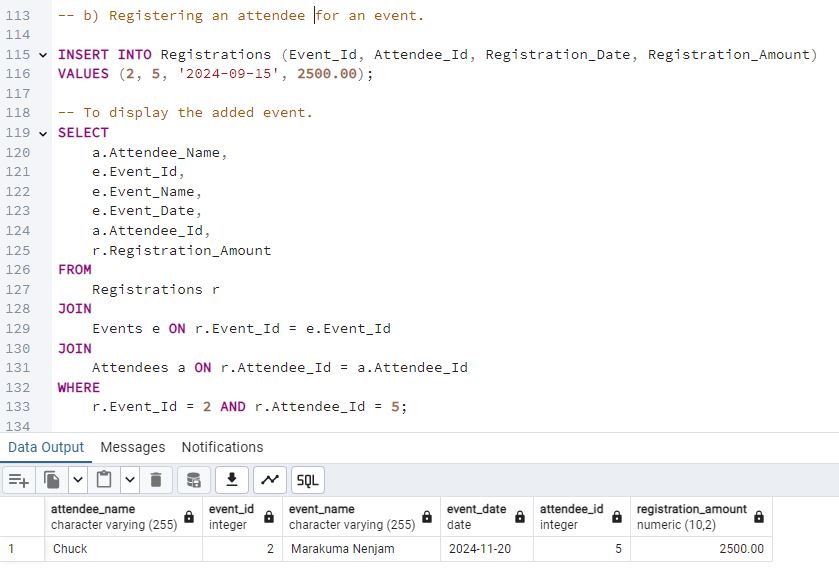 113 -- b) Registering an attendee for an event.
114
115 INSERT INTO Registrations (Event_Id, Attendee_Id, Registration_Date, Registration_Amount)
116 VALUES (2, 5, '2024-09-15', 2500.00);
117
118 -- To display the added event.
119 SELECT
120 a.Attendee_Name,
121 e.Event_Id,
122 e.Event_Name,
123 e.Event_Date,
124 a.Attendee_Id,
125 r.Registration_Amount
126 FROM
127 Registrations r
128 JOIN
129 Events e ON r.Event_Id = e.Event_Id
130 JOIN
131 Attendees a ON r.Attendee_Id = a.Attendee_Id
132 WHERE
133 r.Event_Id = 2 AND r.Attendee_Id = 5;
134
Data Output Messages Notifications
SQL
attendee_name event_id event_name event_date attendee_id registration_amount
character varying (255) integer character varying (255) date integer numeric (10,2)
1 Chuck 2 Marakuma Nenjam 2024-11-20 5 2500.00